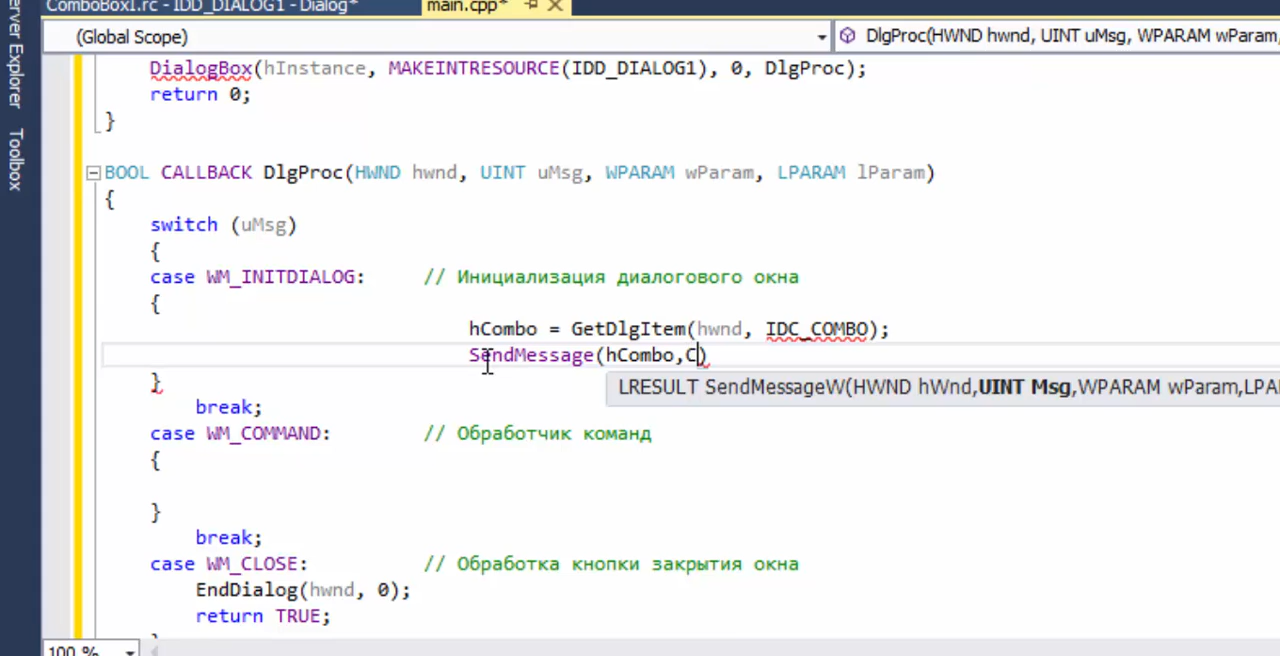 ComboBox1.rc - IDD_DIALOG1 - Dialog*
main.cpp*
erver Explorer
Toolbox
(Global Scope)
DlgProc(HWND hwnd, UINT uMsg, WPARAM wParam,
DialogBox(hInstance, MAKEINTRESOURCE(IDD_DIALOG1), 0, DlgProc);
return 0;
}
BOOL CALLBACK DlgProc(HWND hwnd, UINT uMsg, WPARAM wParam, LPARAM lParam)
{
switch (uMsg)
{
case WM_INITDIALOG: // Инициализация диалогового окна
{
hCombo = GetDlgItem(hwnd, IDC_COMBO);
SendMessage(hCombo,C)
LRESULT SendMessageW(HWND hWnd,UINT Msg,WPARAM wParam,LPA
}
break;
case WM_COMMAND: // Обработчик команд
{
}
break;
case WM_CLOSE: // Обработка кнопки закрытия окна
EndDialog(hwnd, 0);
return TRUE;
100 %